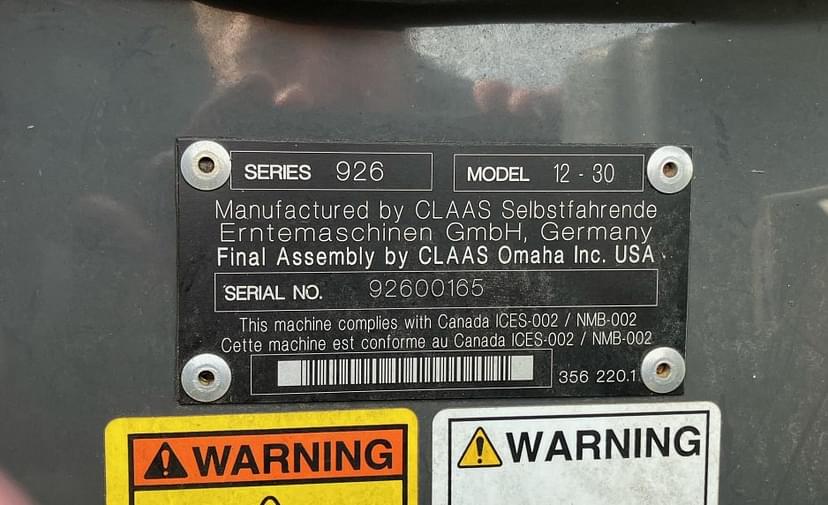 SERIES 926 MODEL 12 - 30
Manufactured by CLAAS Selbstfahrende
Erntemaschinen GmbH, Germany
Final Assembly by CLAAS Omaha Inc. USA
SERIAL NO. 92600165
This machine complies with Canada ICES-002 / NMB-002
Cette machine est conforme au Canada ICES-002 / NMB-002
356 220.1
WARNING WARNING